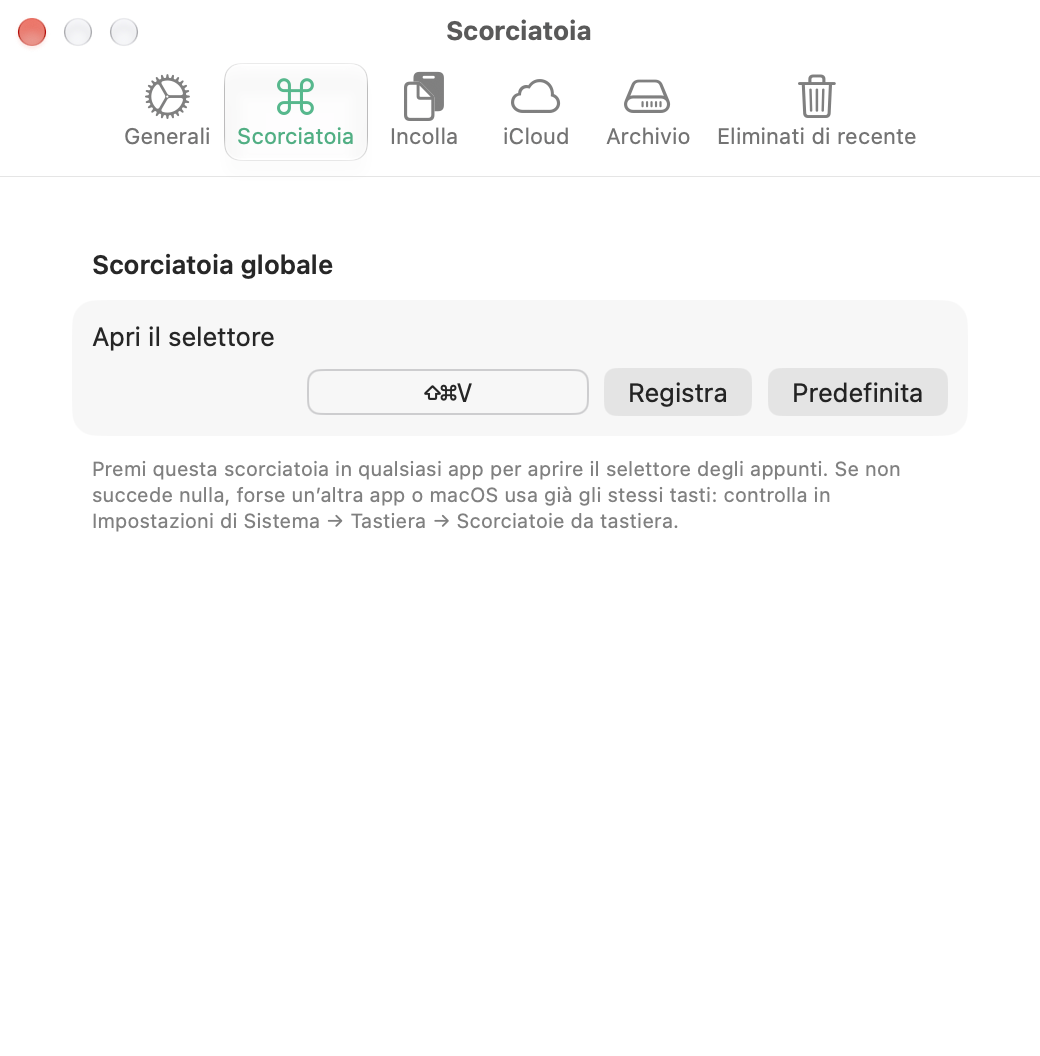 Scorciatoia
Generali
Scorciatoia
Incolla
iCloud
Archivio
Eliminati di recente
Scorciatoia globale
Apri il selettore
⇧⌘V
Registra
Predefinita
Premi questa scorciatoia in qualsiasi app per aprire il selettore degli appunti. Se non
succede nulla, forse un’altra app o macOS usa già gli stessi tasti: controlla in
Impostazioni di Sistema → Tastiera → Scorciatoie da tastiera.